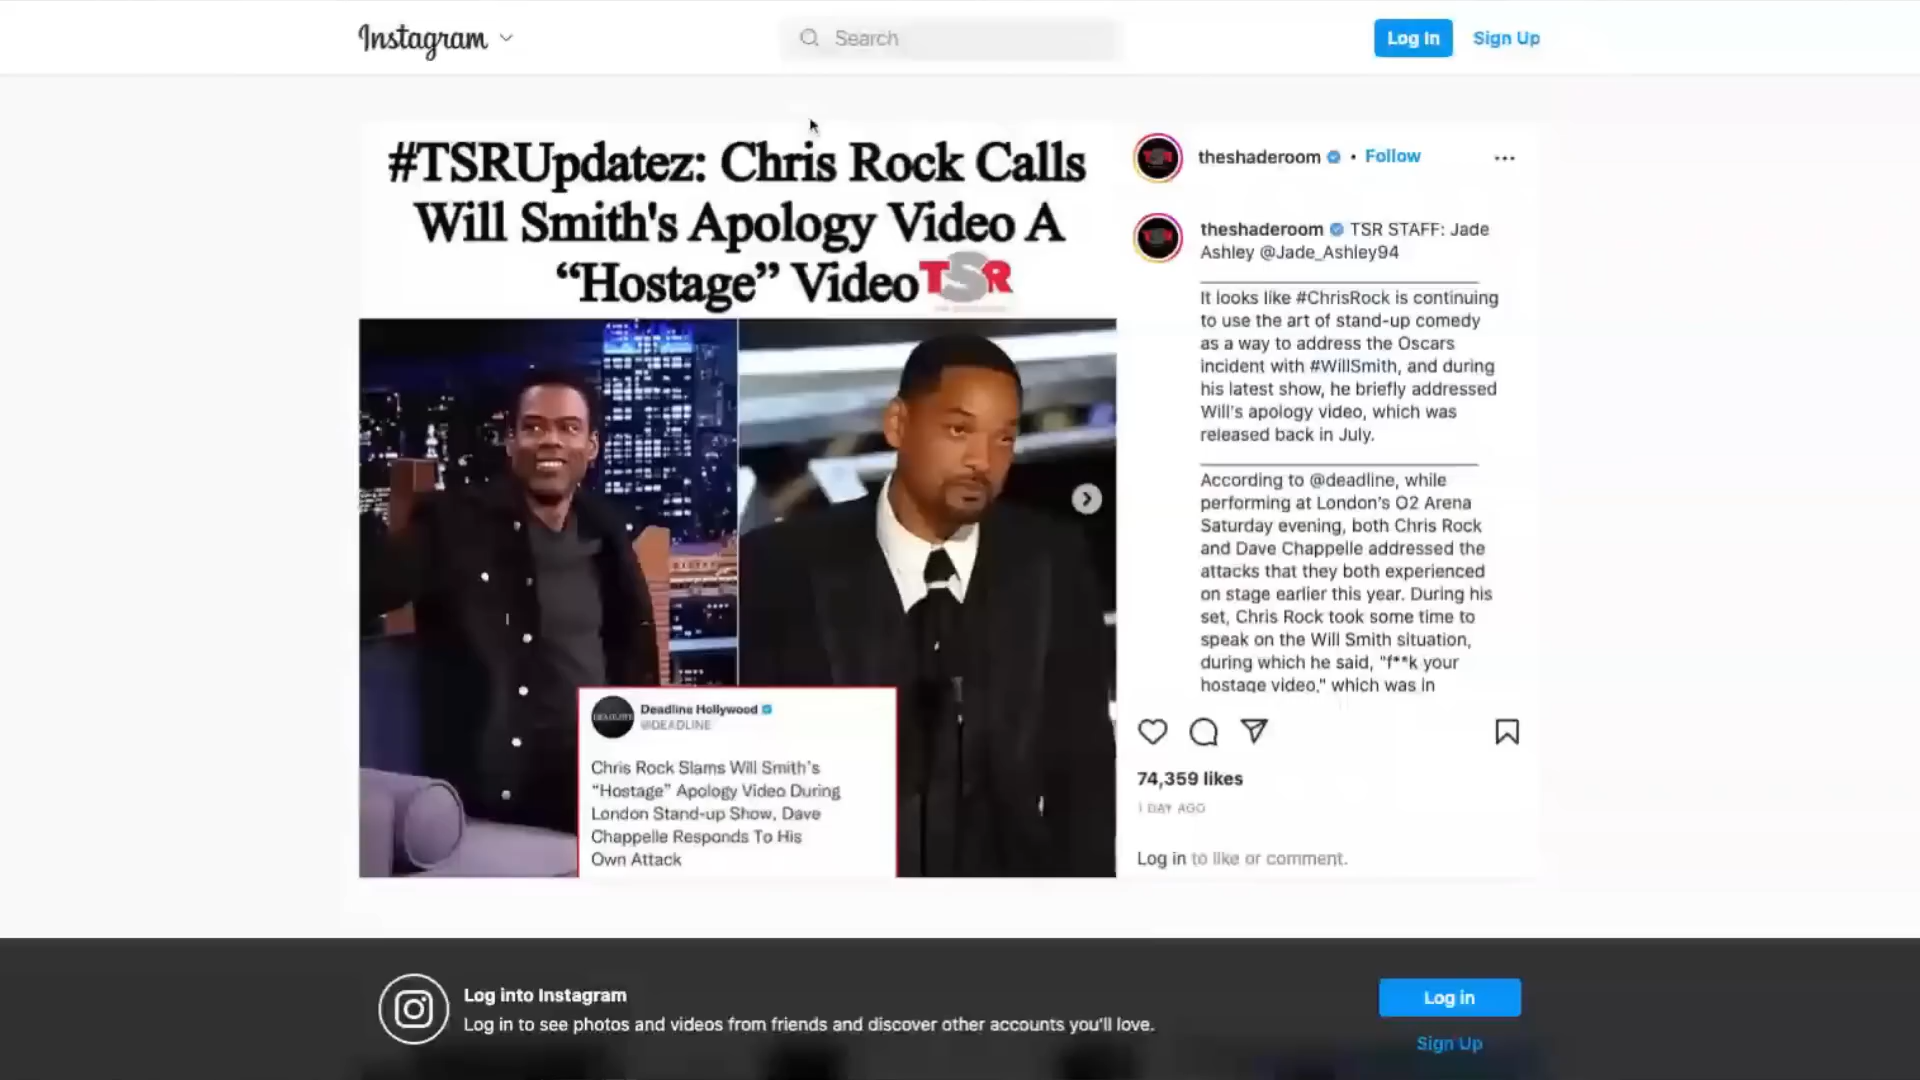 Instagram
Search
Log In
Sign Up
#TSRUpdatez: Chris Rock Calls
Will Smith's Apology Video A
“Hostage” Video
TSR
Deadline Hollywood
@DEADLINE
Chris Rock Slams Will Smith's
“Hostage” Apology Video During
London Stand-up Show, Dave
Chappelle Responds To His
Own Attack
theshaderoom • Follow
theshaderoom TSR STAFF: Jade
Ashley @Jade_Ashley94
It looks like #ChrisRock is continuing
to use the art of stand-up comedy
as a way to address the Oscars
incident with #WillSmith, and during
his latest show, he briefly addressed
Will's apology video, which was
released back in July.
According to @deadline, while
performing at London's O2 Arena
Saturday evening, both Chris Rock
and Dave Chappelle addressed the
attacks that they both experienced
on stage earlier this year. During his
set, Chris Rock took some time to
speak on the Will Smith situation,
during which he said, "f**k your
hostage video," which was in
74,359 likes
1 DAY AGO
Log in to like or comment.
Log into Instagram
Log in to see photos and videos from friends and discover other accounts you'll love.
Log in
Sign Up